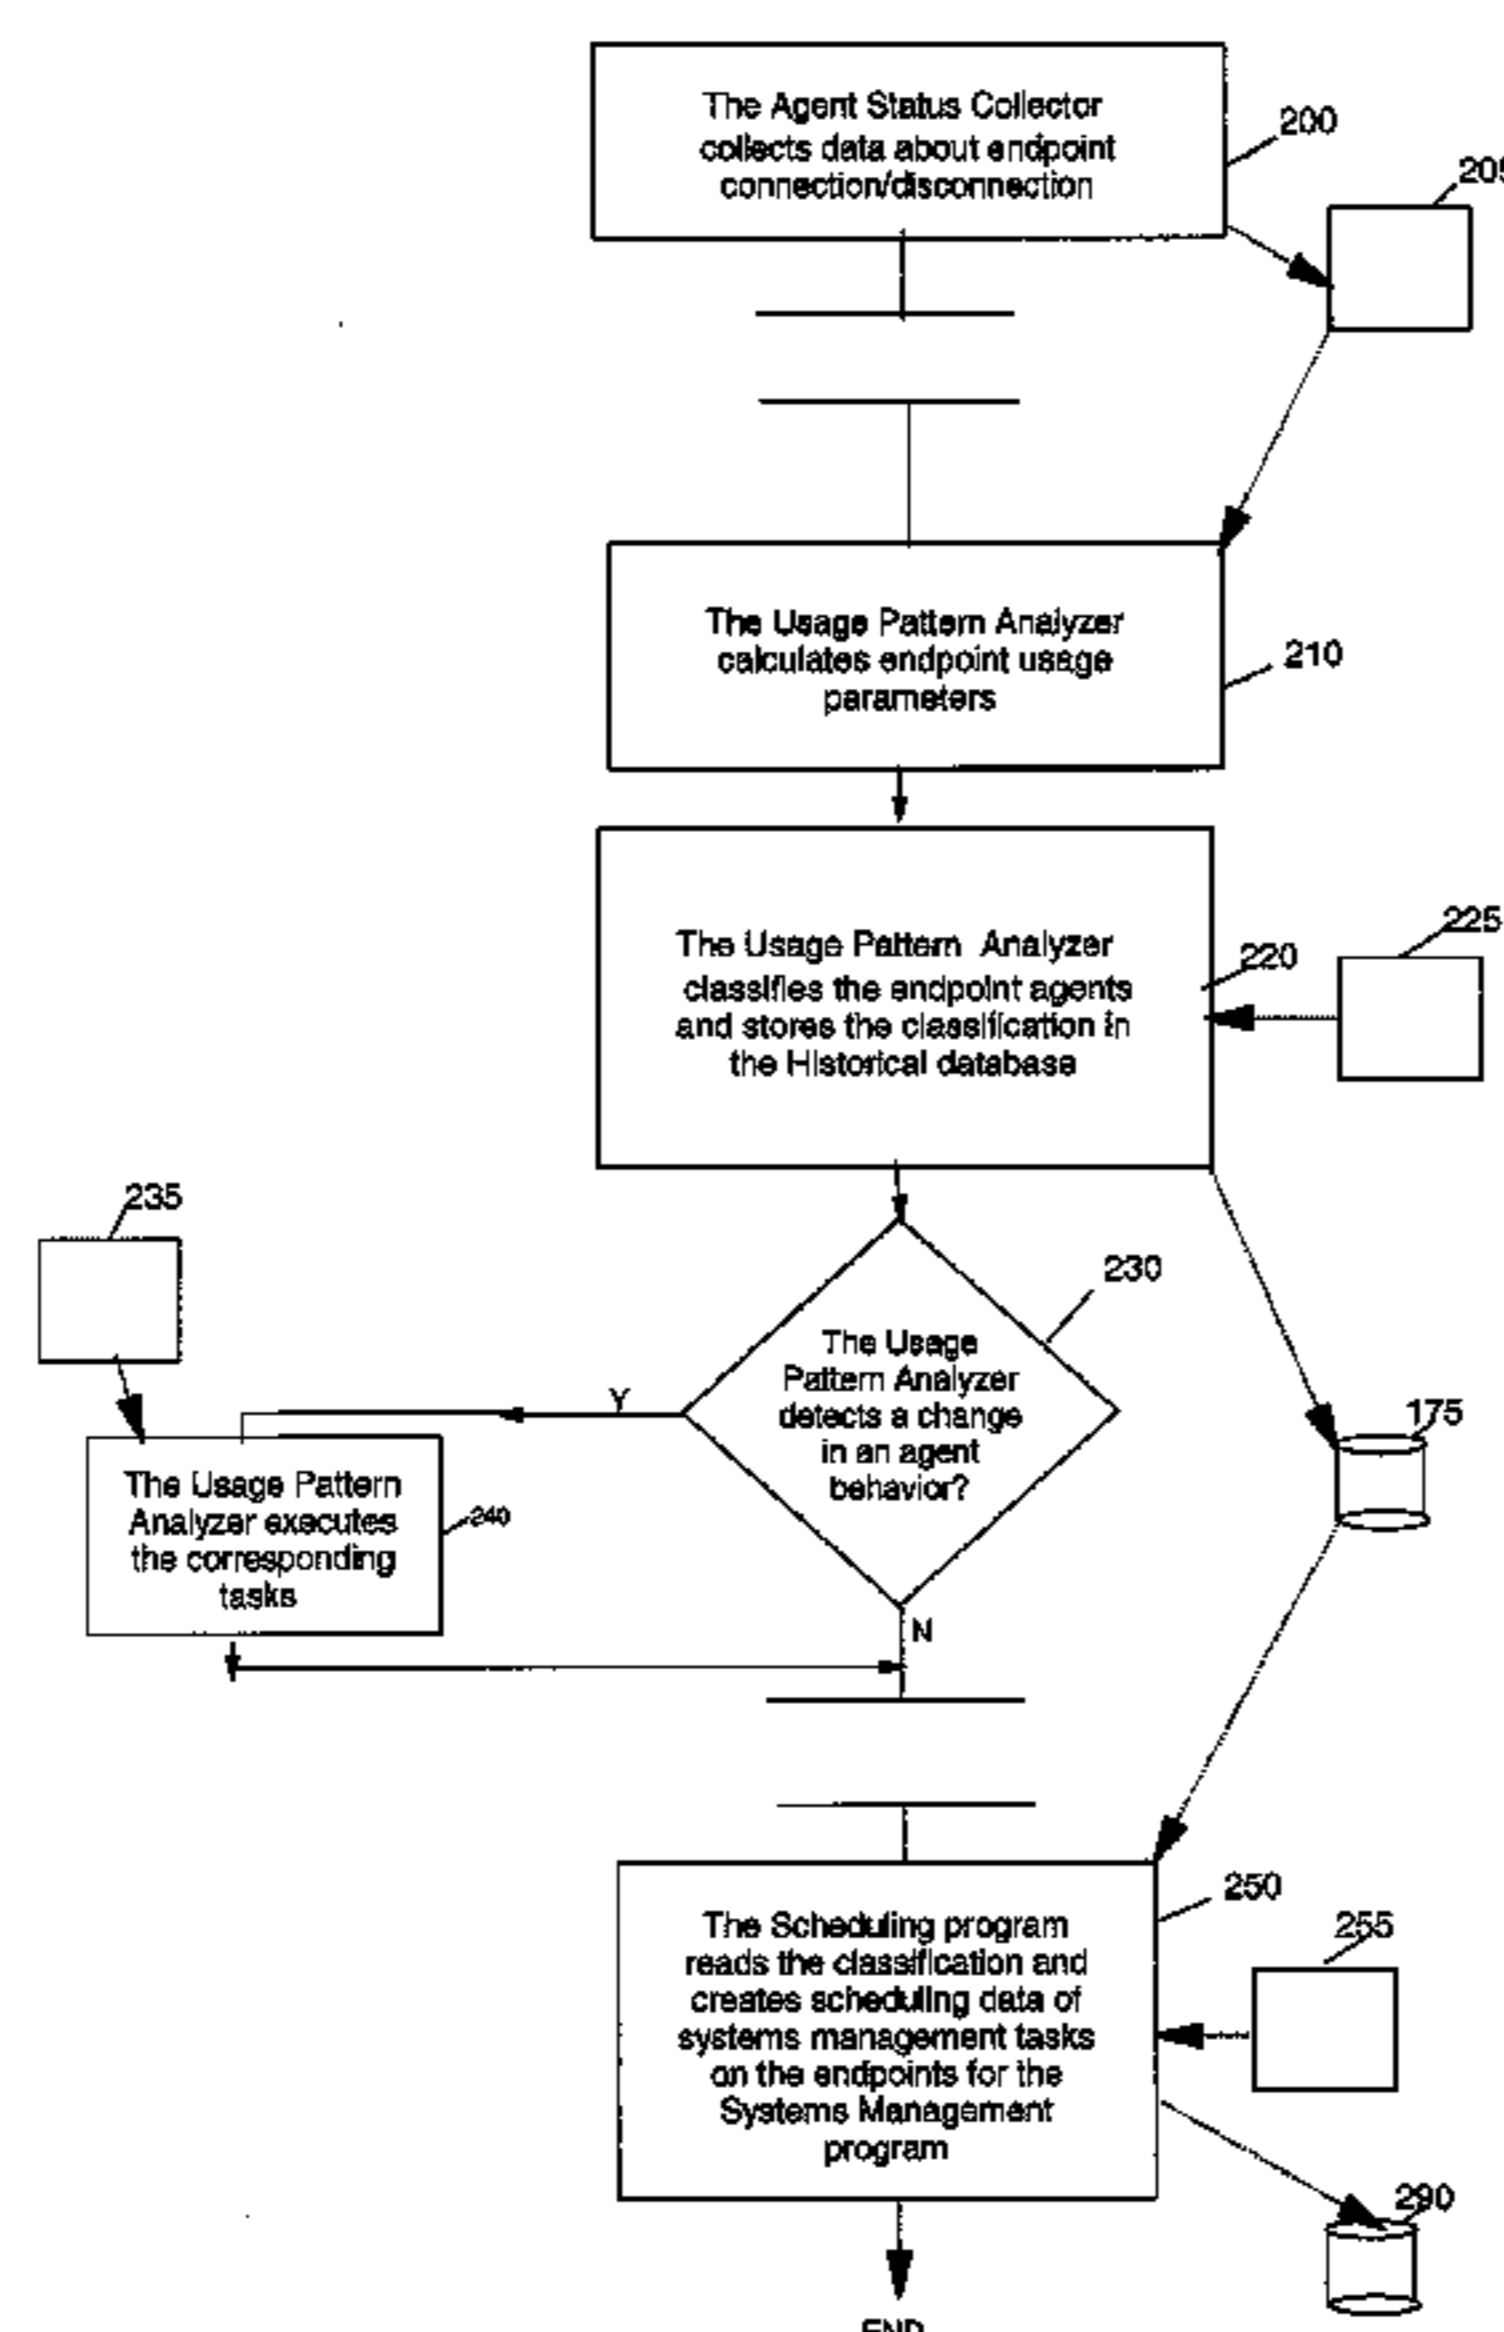 The Agent Status Collector
collects data about endpoint
connection/disconnection
200
205
The Usage Pattern Analyzer
calculates endpoint usage
parameters
210
The Usage Pattern Analyzer
classifies the endpoint agents
and stores the classification in
the Historical database
220
225
235
230
The Usage
Pattern Analyzer
detects a change
in an agent
behavior?
Y
175
The Usage Pattern
Analyzer executes
the corresponding
tasks
240
N
250
255
The Scheduling program
reads the classification and
creates scheduling data of
systems management tasks
on the endpoints for the
Systems Management
program
290
END